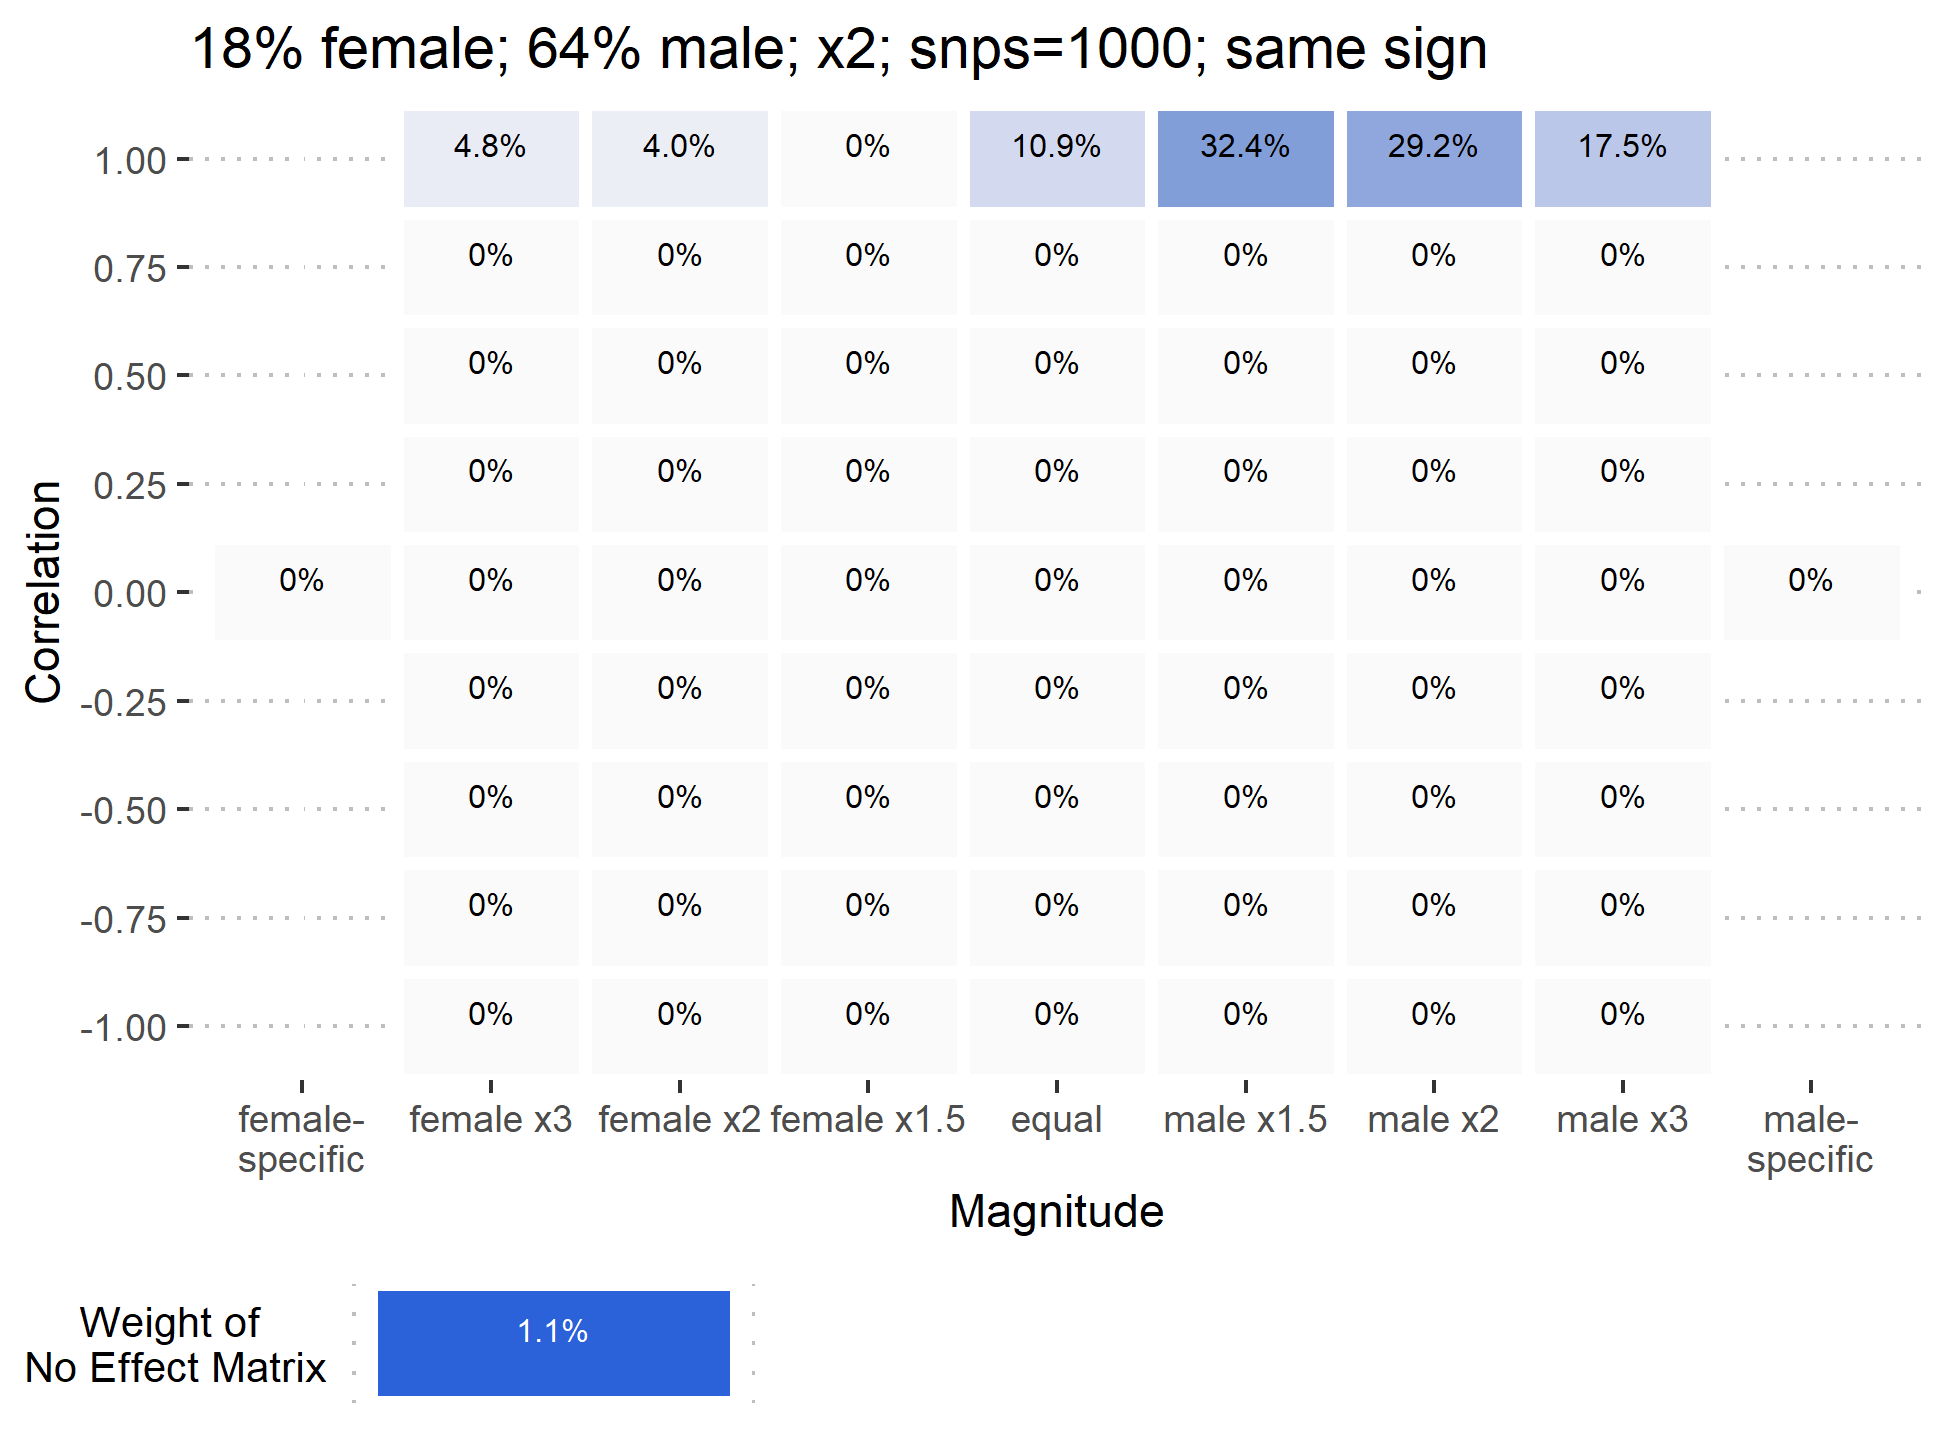 18% female; 64% male; x2; snps=1000; same sign
1.00 4.8% 4.0% 0% 10.9% 32.4% 29.2% 17.5%
0.75 0% 0% 0% 0% 0% 0% 0%
0.50 0% 0% 0% 0% 0% 0% 0%
0.25 0% 0% 0% 0% 0% 0% 0%
0.00 0% 0% 0% 0% 0% 0% 0% 0% 0%
-0.25 0% 0% 0% 0% 0% 0% 0%
-0.50 0% 0% 0% 0% 0% 0% 0%
-0.75 0% 0% 0% 0% 0% 0% 0%
-1.00 0% 0% 0% 0% 0% 0% 0%
Correlation
female- female x3 female x2 female x1.5 equal male x1.5 male x2 male x3 male-
specific specific
Magnitude
Weight of
No Effect Matrix
1.1%